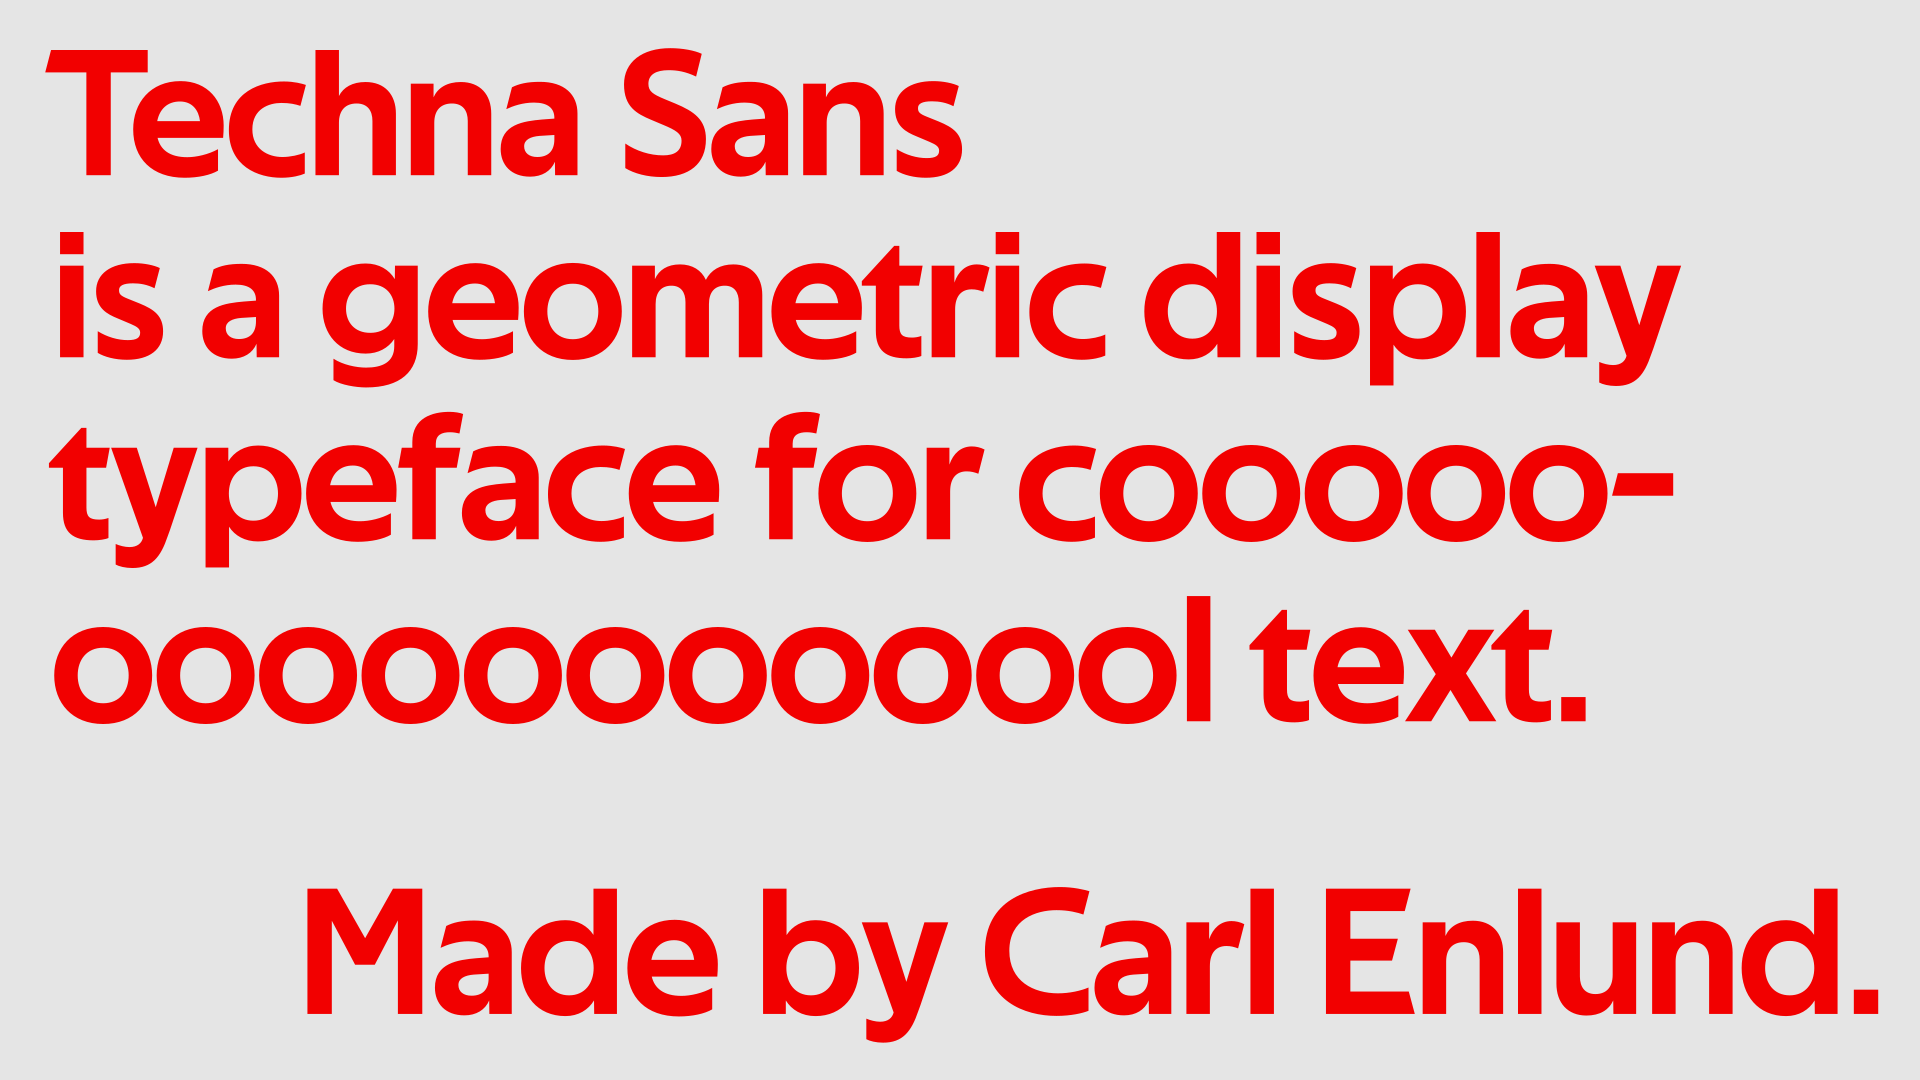 Techna Sans
is a geometric display
typeface for cooooo-
oooooooooool text.
Made by Carl Enlund.